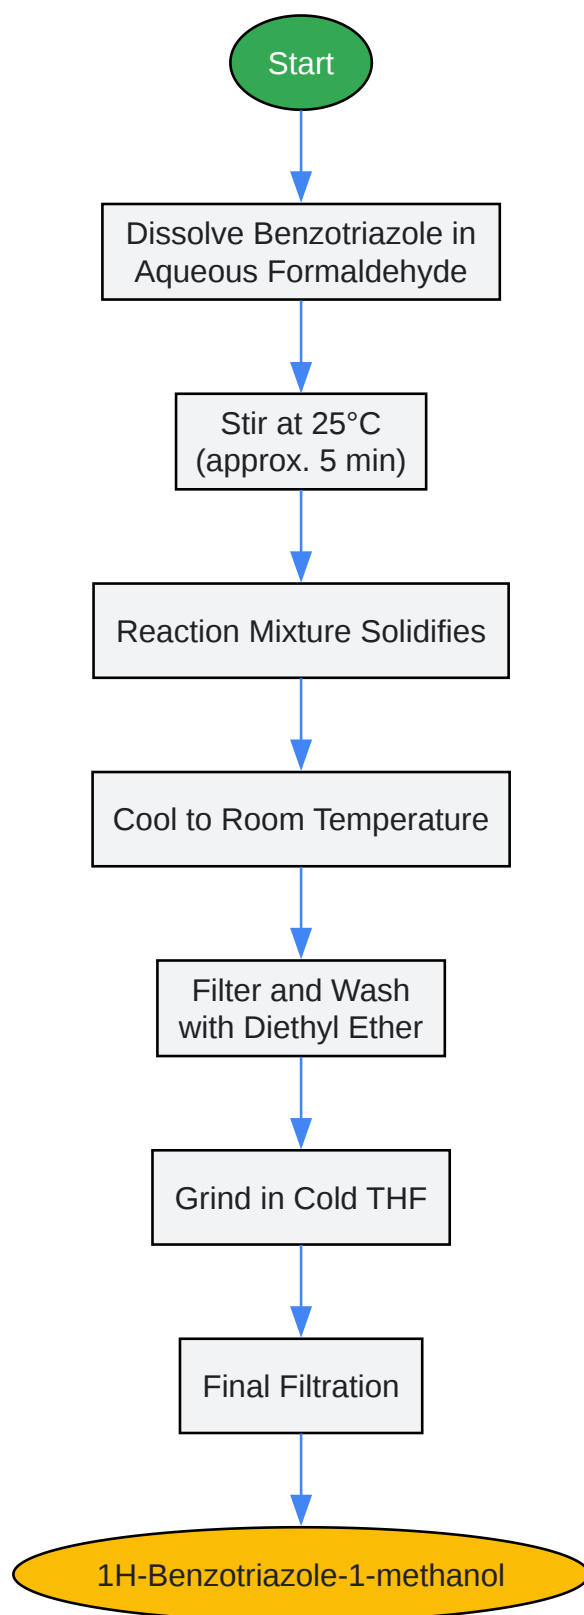 Start
Dissolve Benzotriazole in
Aqueous Formaldehyde
Stir at 25°C
(approx. 5 min)
Reaction Mixture Solidifies
Cool to Room Temperature
Filter and Wash
with Diethyl Ether
Grind in Cold THF
Final Filtration
1H-Benzotriazole-1-methanol